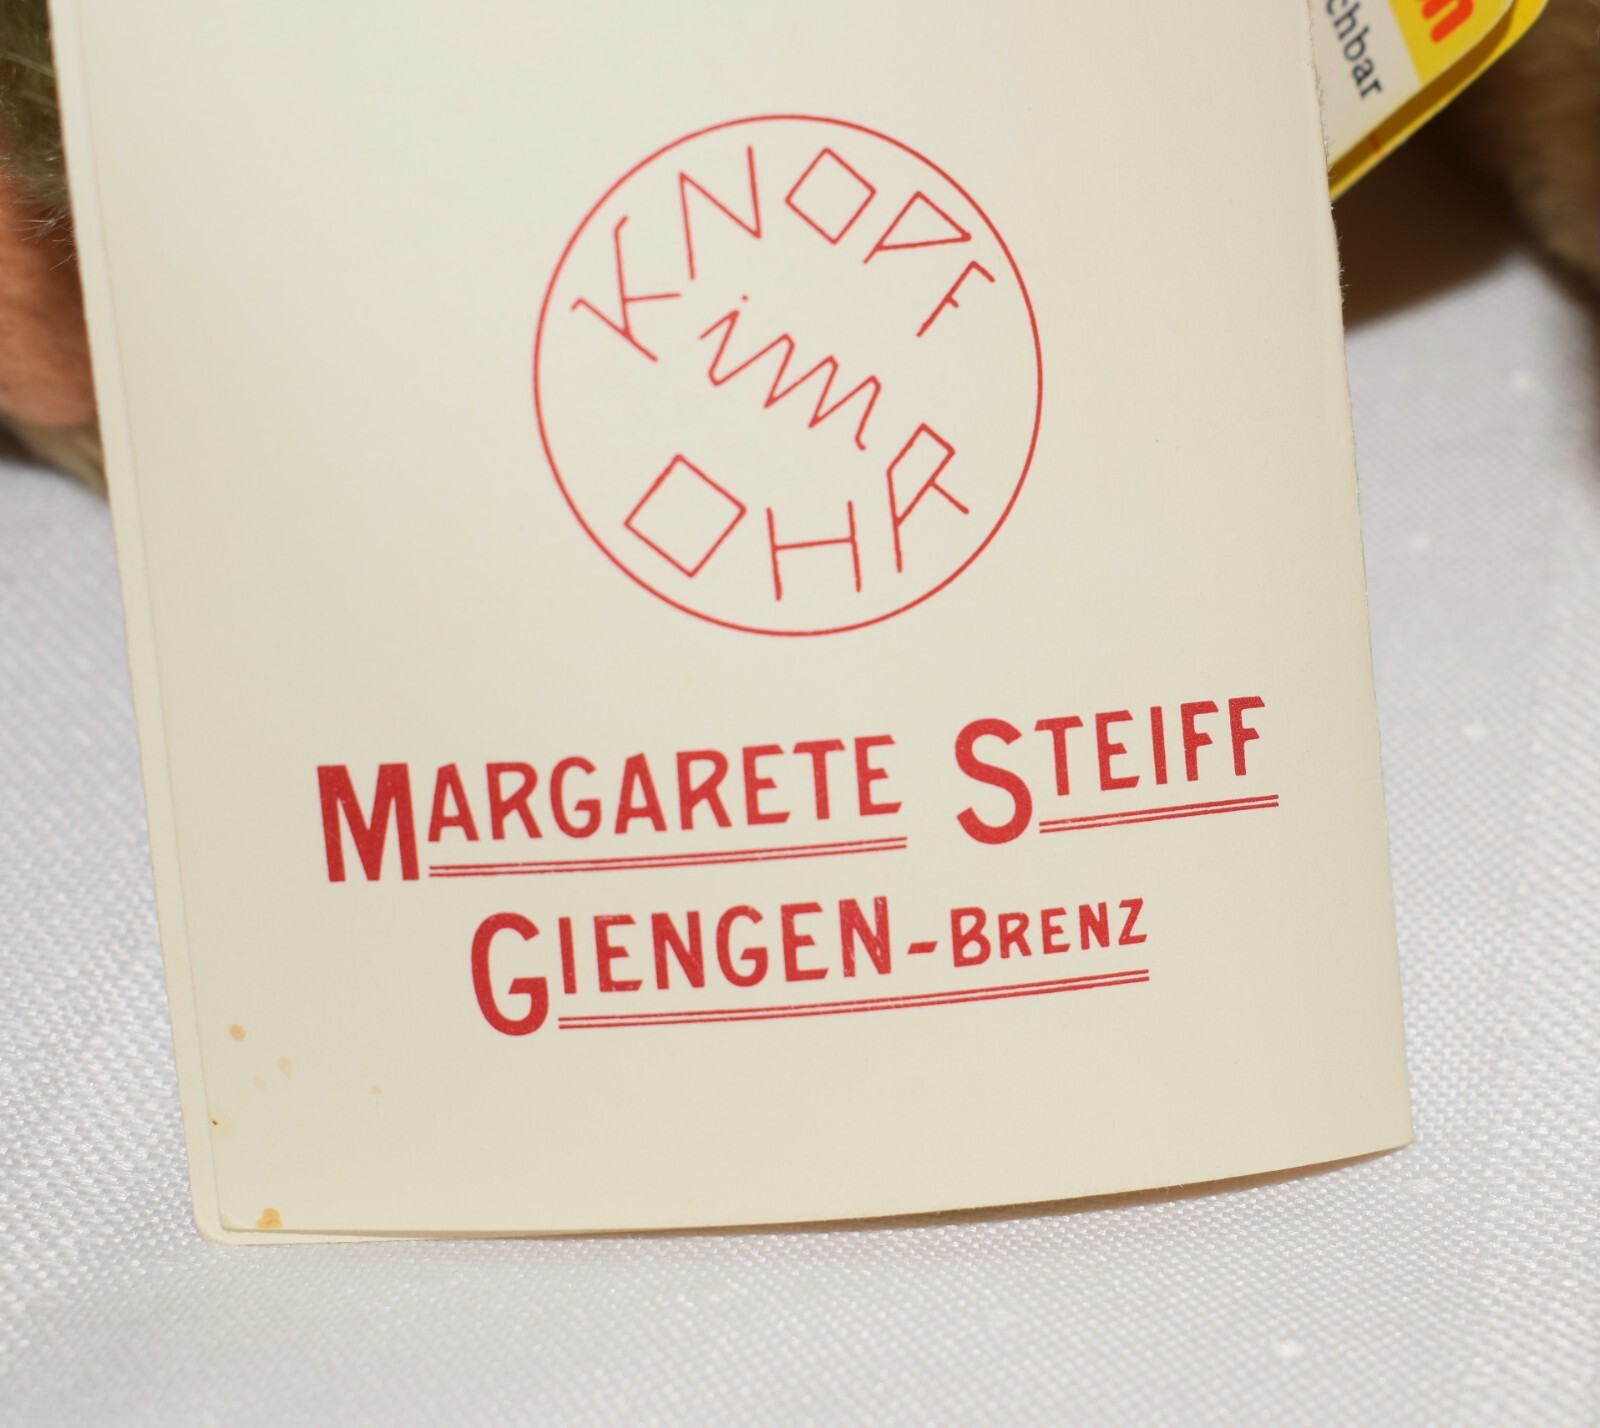 chbar
KNOPF
im
OHR
MARGARETE STEIFF
GIENGEN-BRENZ